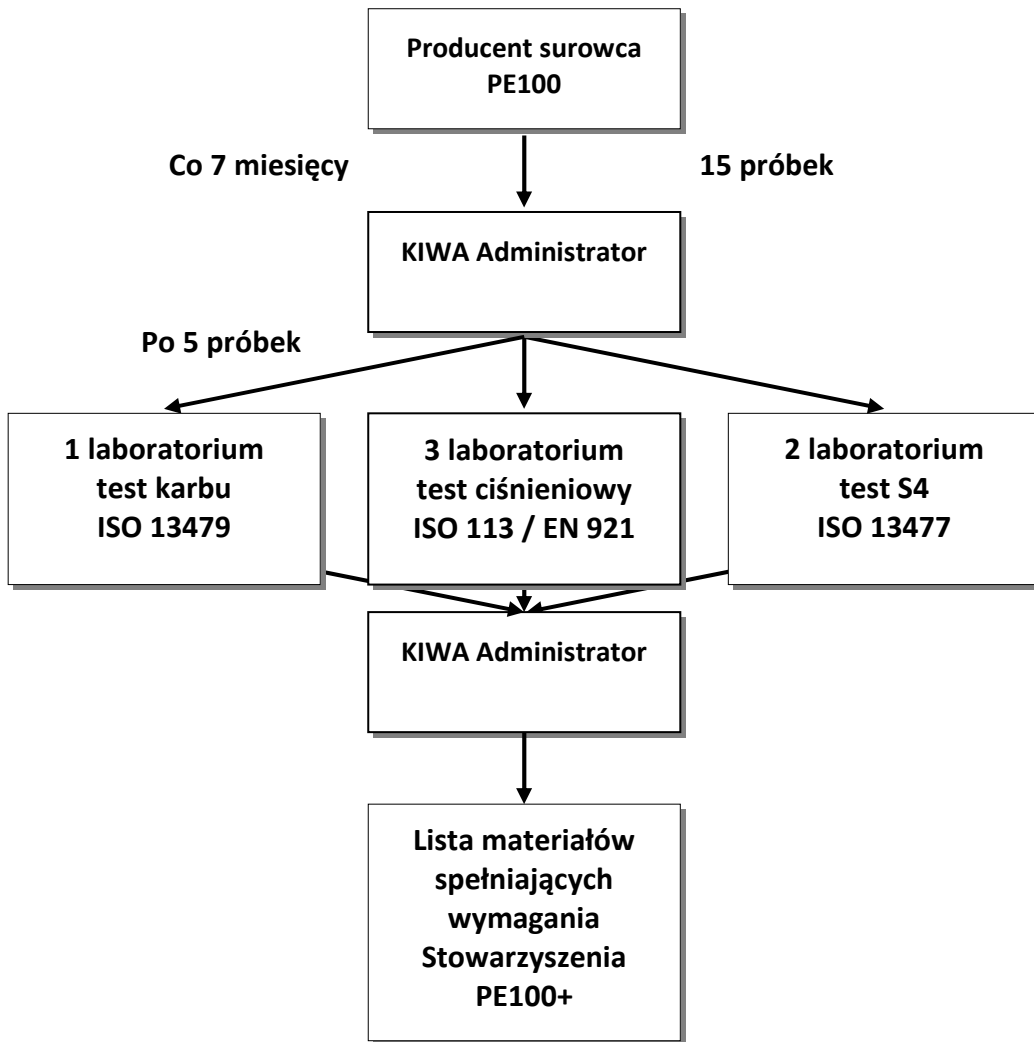 Producent surowca
PE100
Co 7 miesięcy
15 próbek
KIWA Administrator
Po 5 próbek
1 laboratorium
test karbu
ISO 13479
3 laboratorium
test ciśnieniowy
ISO 113 / EN 921
2 laboratorium
test S4
ISO 13477
KIWA Administrator
Lista materiałów
spełniających
wymagania
Stowarzyszenia
PE100+